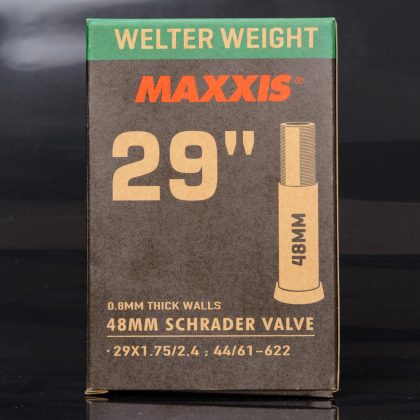 WELTER WEIGHT
MAXXIS®
29"
48MM
0.8MM THICK WALLS
48MM SCHRADER VALVE
· 29X1.75/2.4 : 44/61-622